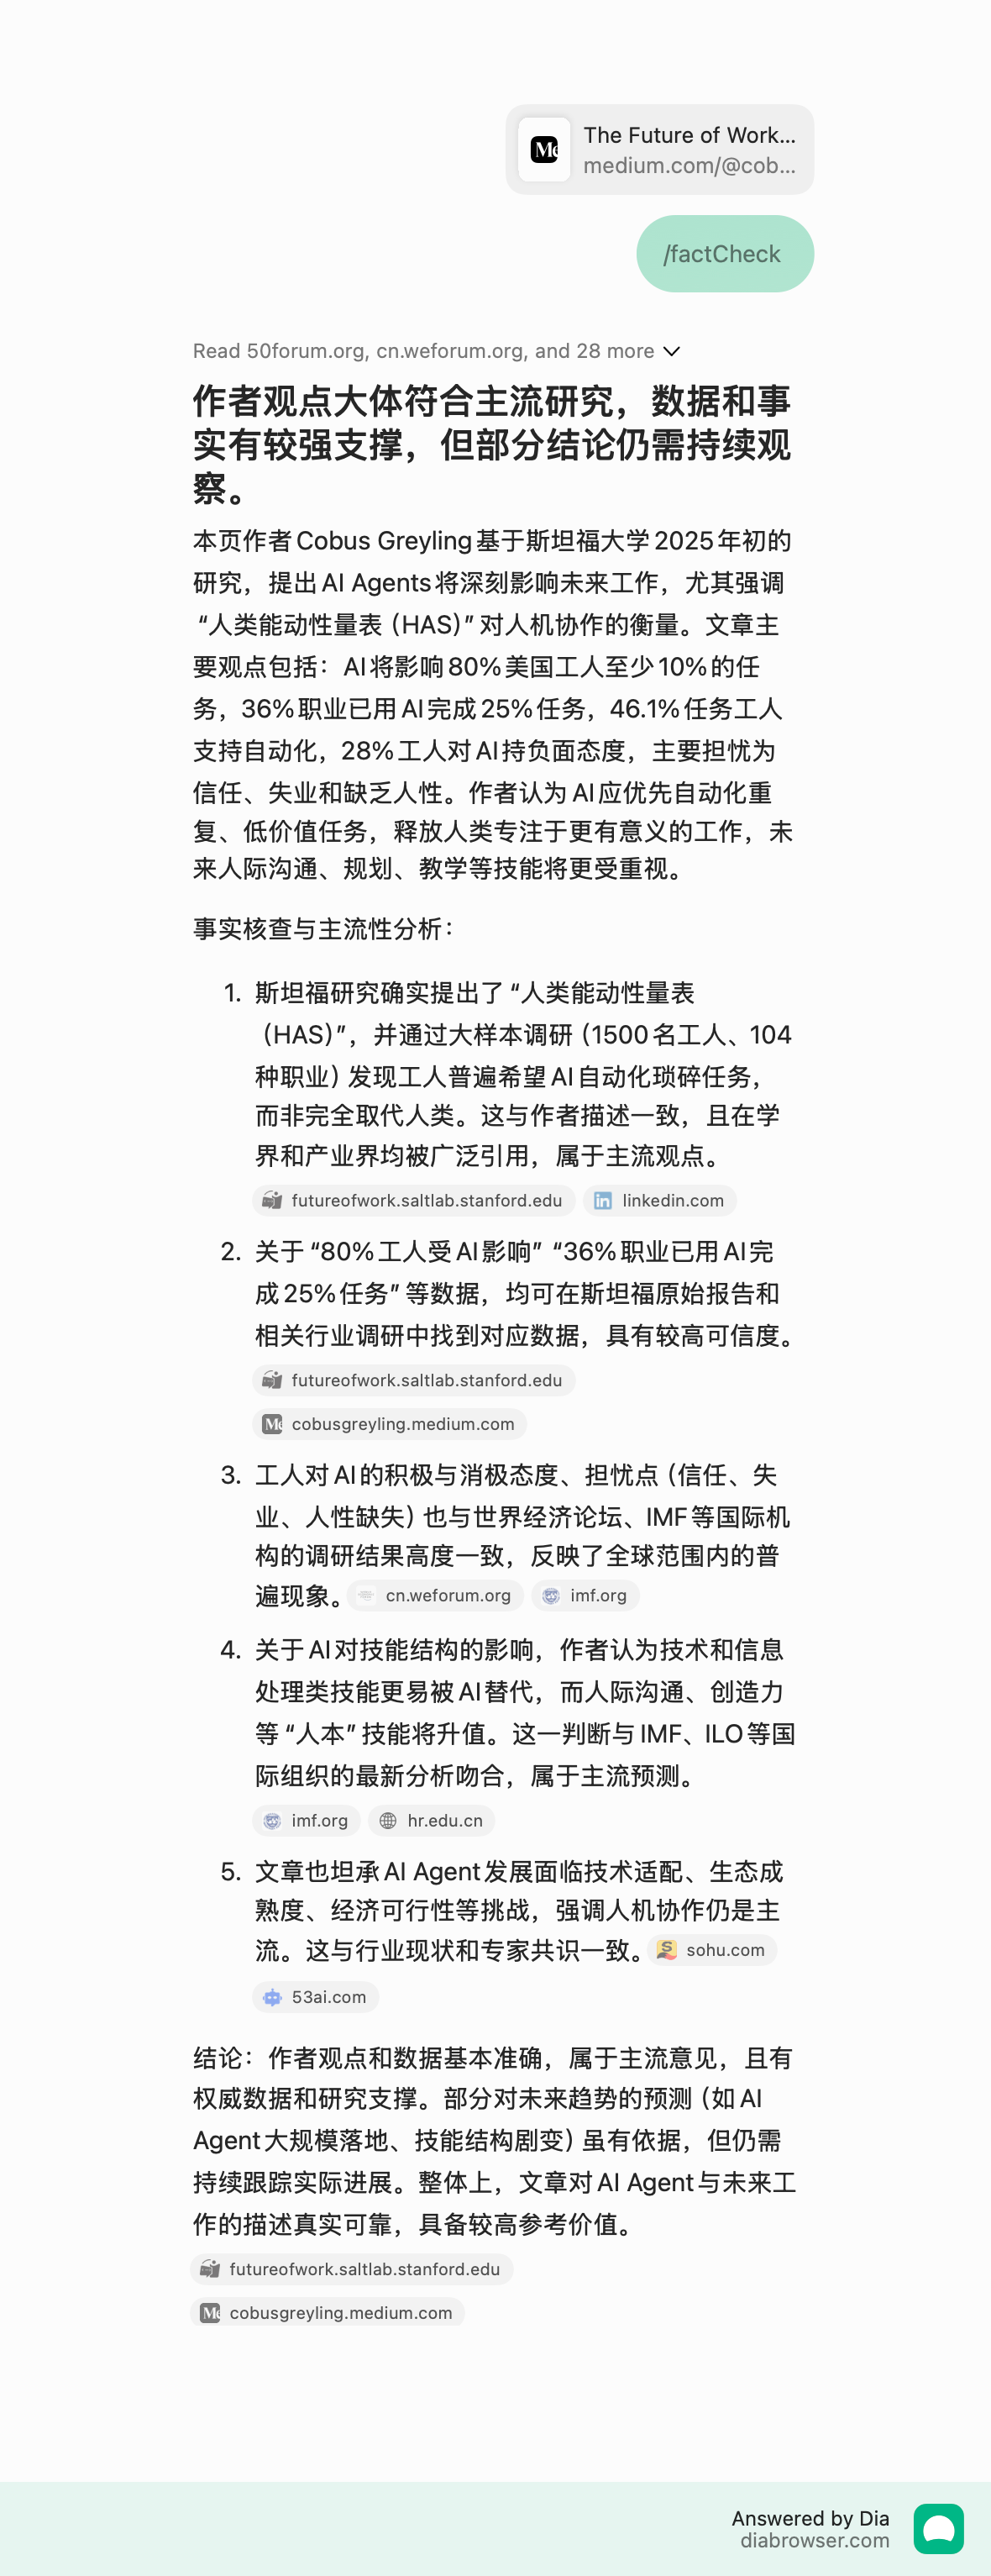 The Future of Work...
medium.com/@cob...
/factCheck
Read 50forum.org, cn.weforum.org, and 28 more
作者观点大体符合主流研究，数据和事
实有较强支撑，但部分结论仍需持续观
察。
本页作者Cobus Greyling基于斯坦福大学2025年初的
研究，提出AI Agents将深刻影响未来工作，尤其强调
“人类能动性量表（HAS）”对人机协作的衡量。文章主
要观点包括：AI将影响80%美国工人至少10%的任
务，36%职业已用AI完成25%任务，46.1%任务工人
支持自动化，28%工人对AI持负面态度，主要担忧为
信任、失业和缺乏人性。作者认为AI应优先自动化重
复、低价值任务，释放人类专注于更有意义的工作，未
来人际沟通、规划、教学等技能将更受重视。
事实核查与主流性分析：
1. 斯坦福研究确实提出了“人类能动性量表
（HAS）”，并通过大样本调研（1500名工人、104
种职业）发现工人普遍希望AI自动化琐碎任务，
而非完全取代人类。这与作者描述一致，且在学
界和产业界均被广泛引用，属于主流观点。
futureofwork.saltlab.stanford.edu linkedin.com
2. 关于“80%工人受AI影响”“36%职业已用AI完
成25%任务”等数据，均可在斯坦福原始报告和
相关行业调研中找到对应数据，具有较高可信度。
futureofwork.saltlab.stanford.edu
cobusgreyling.medium.com
3. 工人对AI的积极与消极态度、担忧点（信任、失
业、人性缺失）也与世界经济论坛、IMF等国际机
构的调研结果高度一致，反映了全球范围内的普
遍现象。 cn.weforum.org imf.org
4. 关于AI对技能结构的影响，作者认为技术和信息
处理类技能更易被AI替代，而人际沟通、创造力
等“人本”技能将升值。这一判断与IMF、ILO等国
际组织的最新分析吻合，属于主流预测。
imf.org hr.edu.cn
5. 文章也坦承AI Agent发展面临技术适配、生态成
熟度、经济可行性等挑战，强调人机协作仍是主
流。这与行业现状和专家共识一致。 sohu.com
53ai.com
结论：作者观点和数据基本准确，属于主流意见，且有
权威数据和研究支撑。部分对未来趋势的预测（如AI
Agent大规模落地、技能结构剧变）虽有依据，但仍需
持续跟踪实际进展。整体上，文章对AI Agent与未来工
作的描述真实可靠，具备较高参考价值。
futureofwork.saltlab.stanford.edu
cobusgreyling.medium.com
Answered by Dia
diabrowser.com